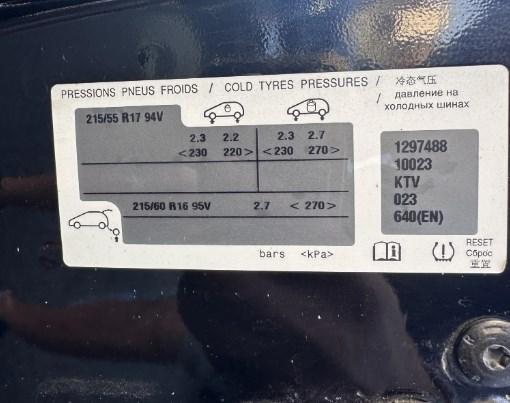 PRESSIONS PNEUS FROIDS / COLD TYRES PRESSURES / 冷态气压
/ давление на
холодных шинах
215/55 R17 94V
2.3 2.2 2.3 2.7
<230 220> <230 270>
215/60 R16 95V 2.7 <270>
bars <kPa>
1297488
10023
KTV
023
640(EN)
i
RESET
Сброс
重置